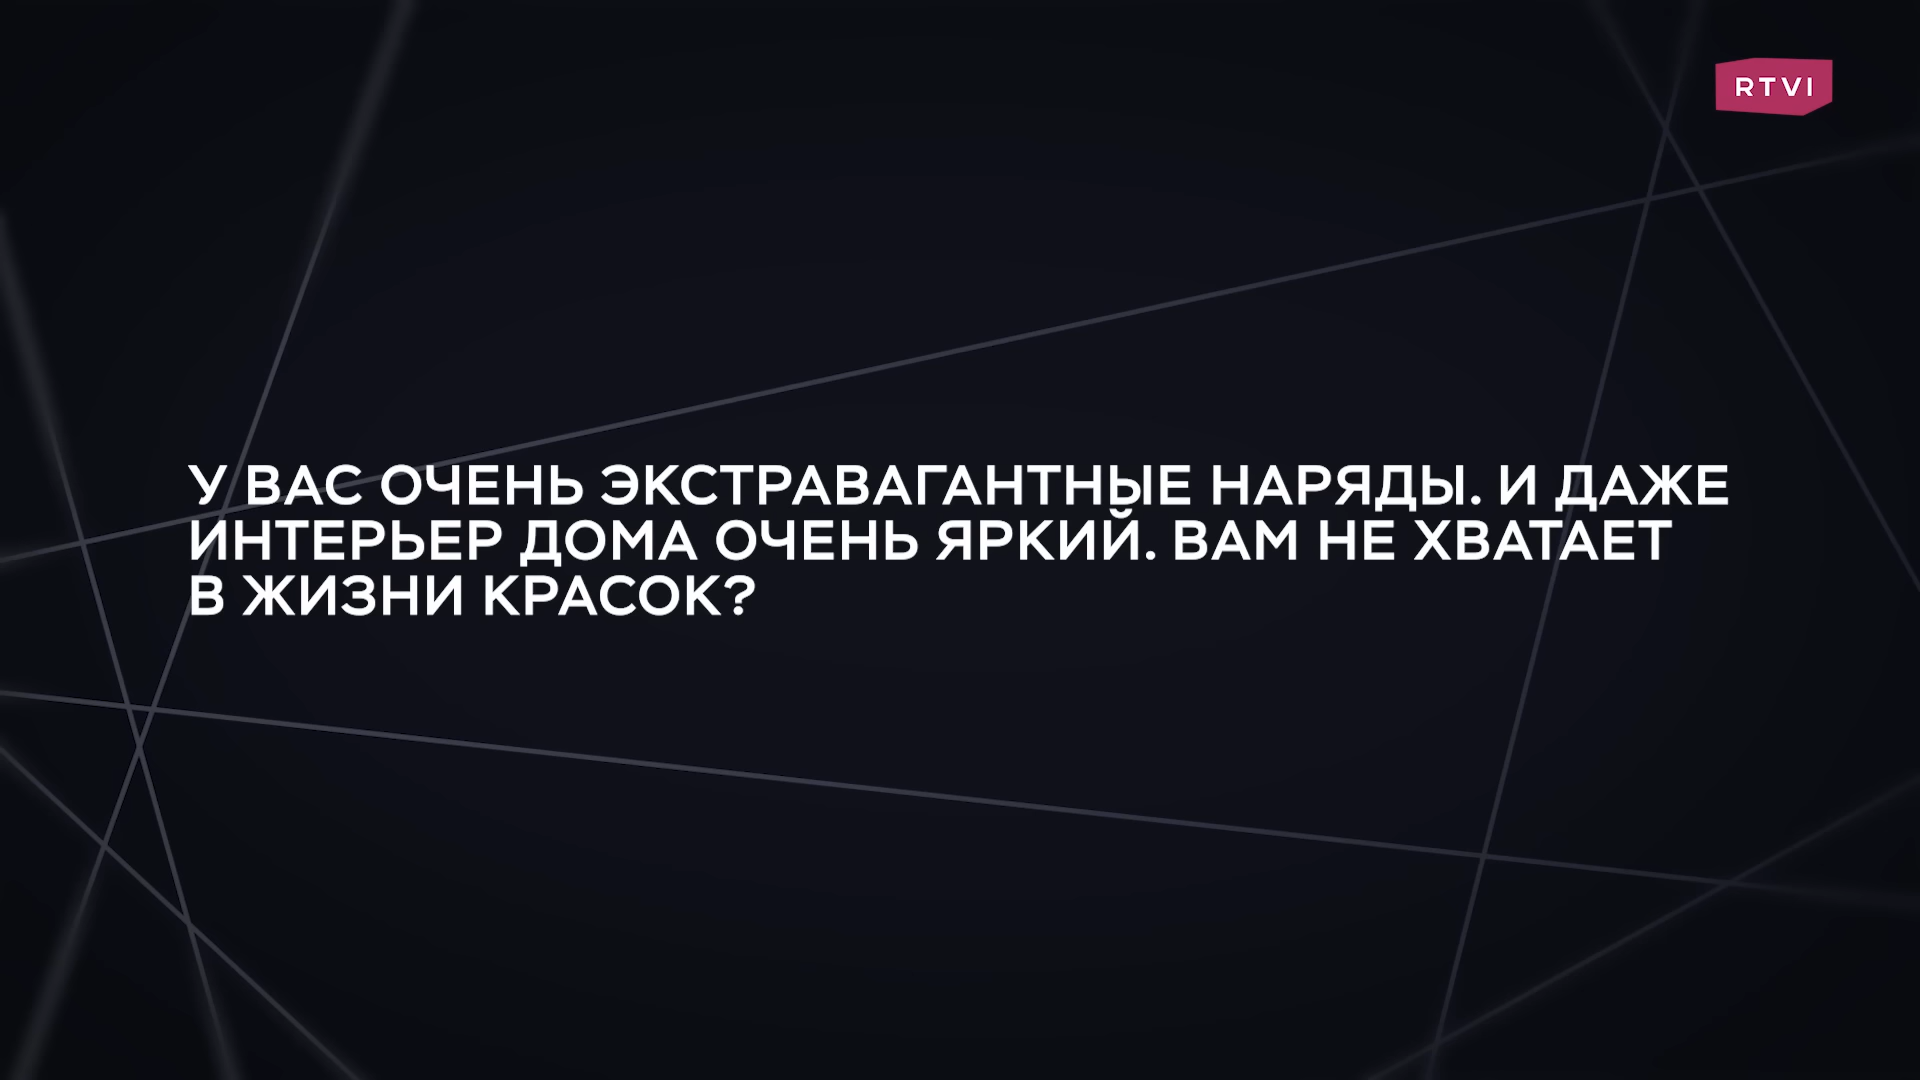 RTVI
У ВАС ОЧЕНЬ ЭКСТРАВАГАНТНЫЕ НАРЯДЫ. И ДАЖЕ
ИНТЕРЬЕР ДОМА ОЧЕНЬ ЯРКИЙ. ВАМ НЕ ХВАТАЕТ
В ЖИЗНИ КРАСОК?